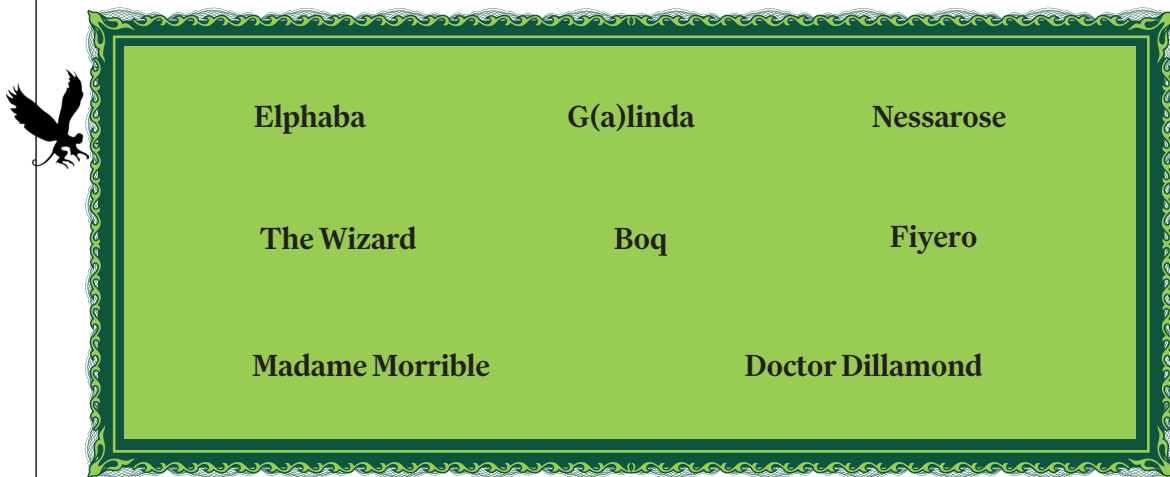 Elphaba G(a)linda Nessarose
The Wizard Boq Fiyero
Madame Morrible Doctor Dillamond